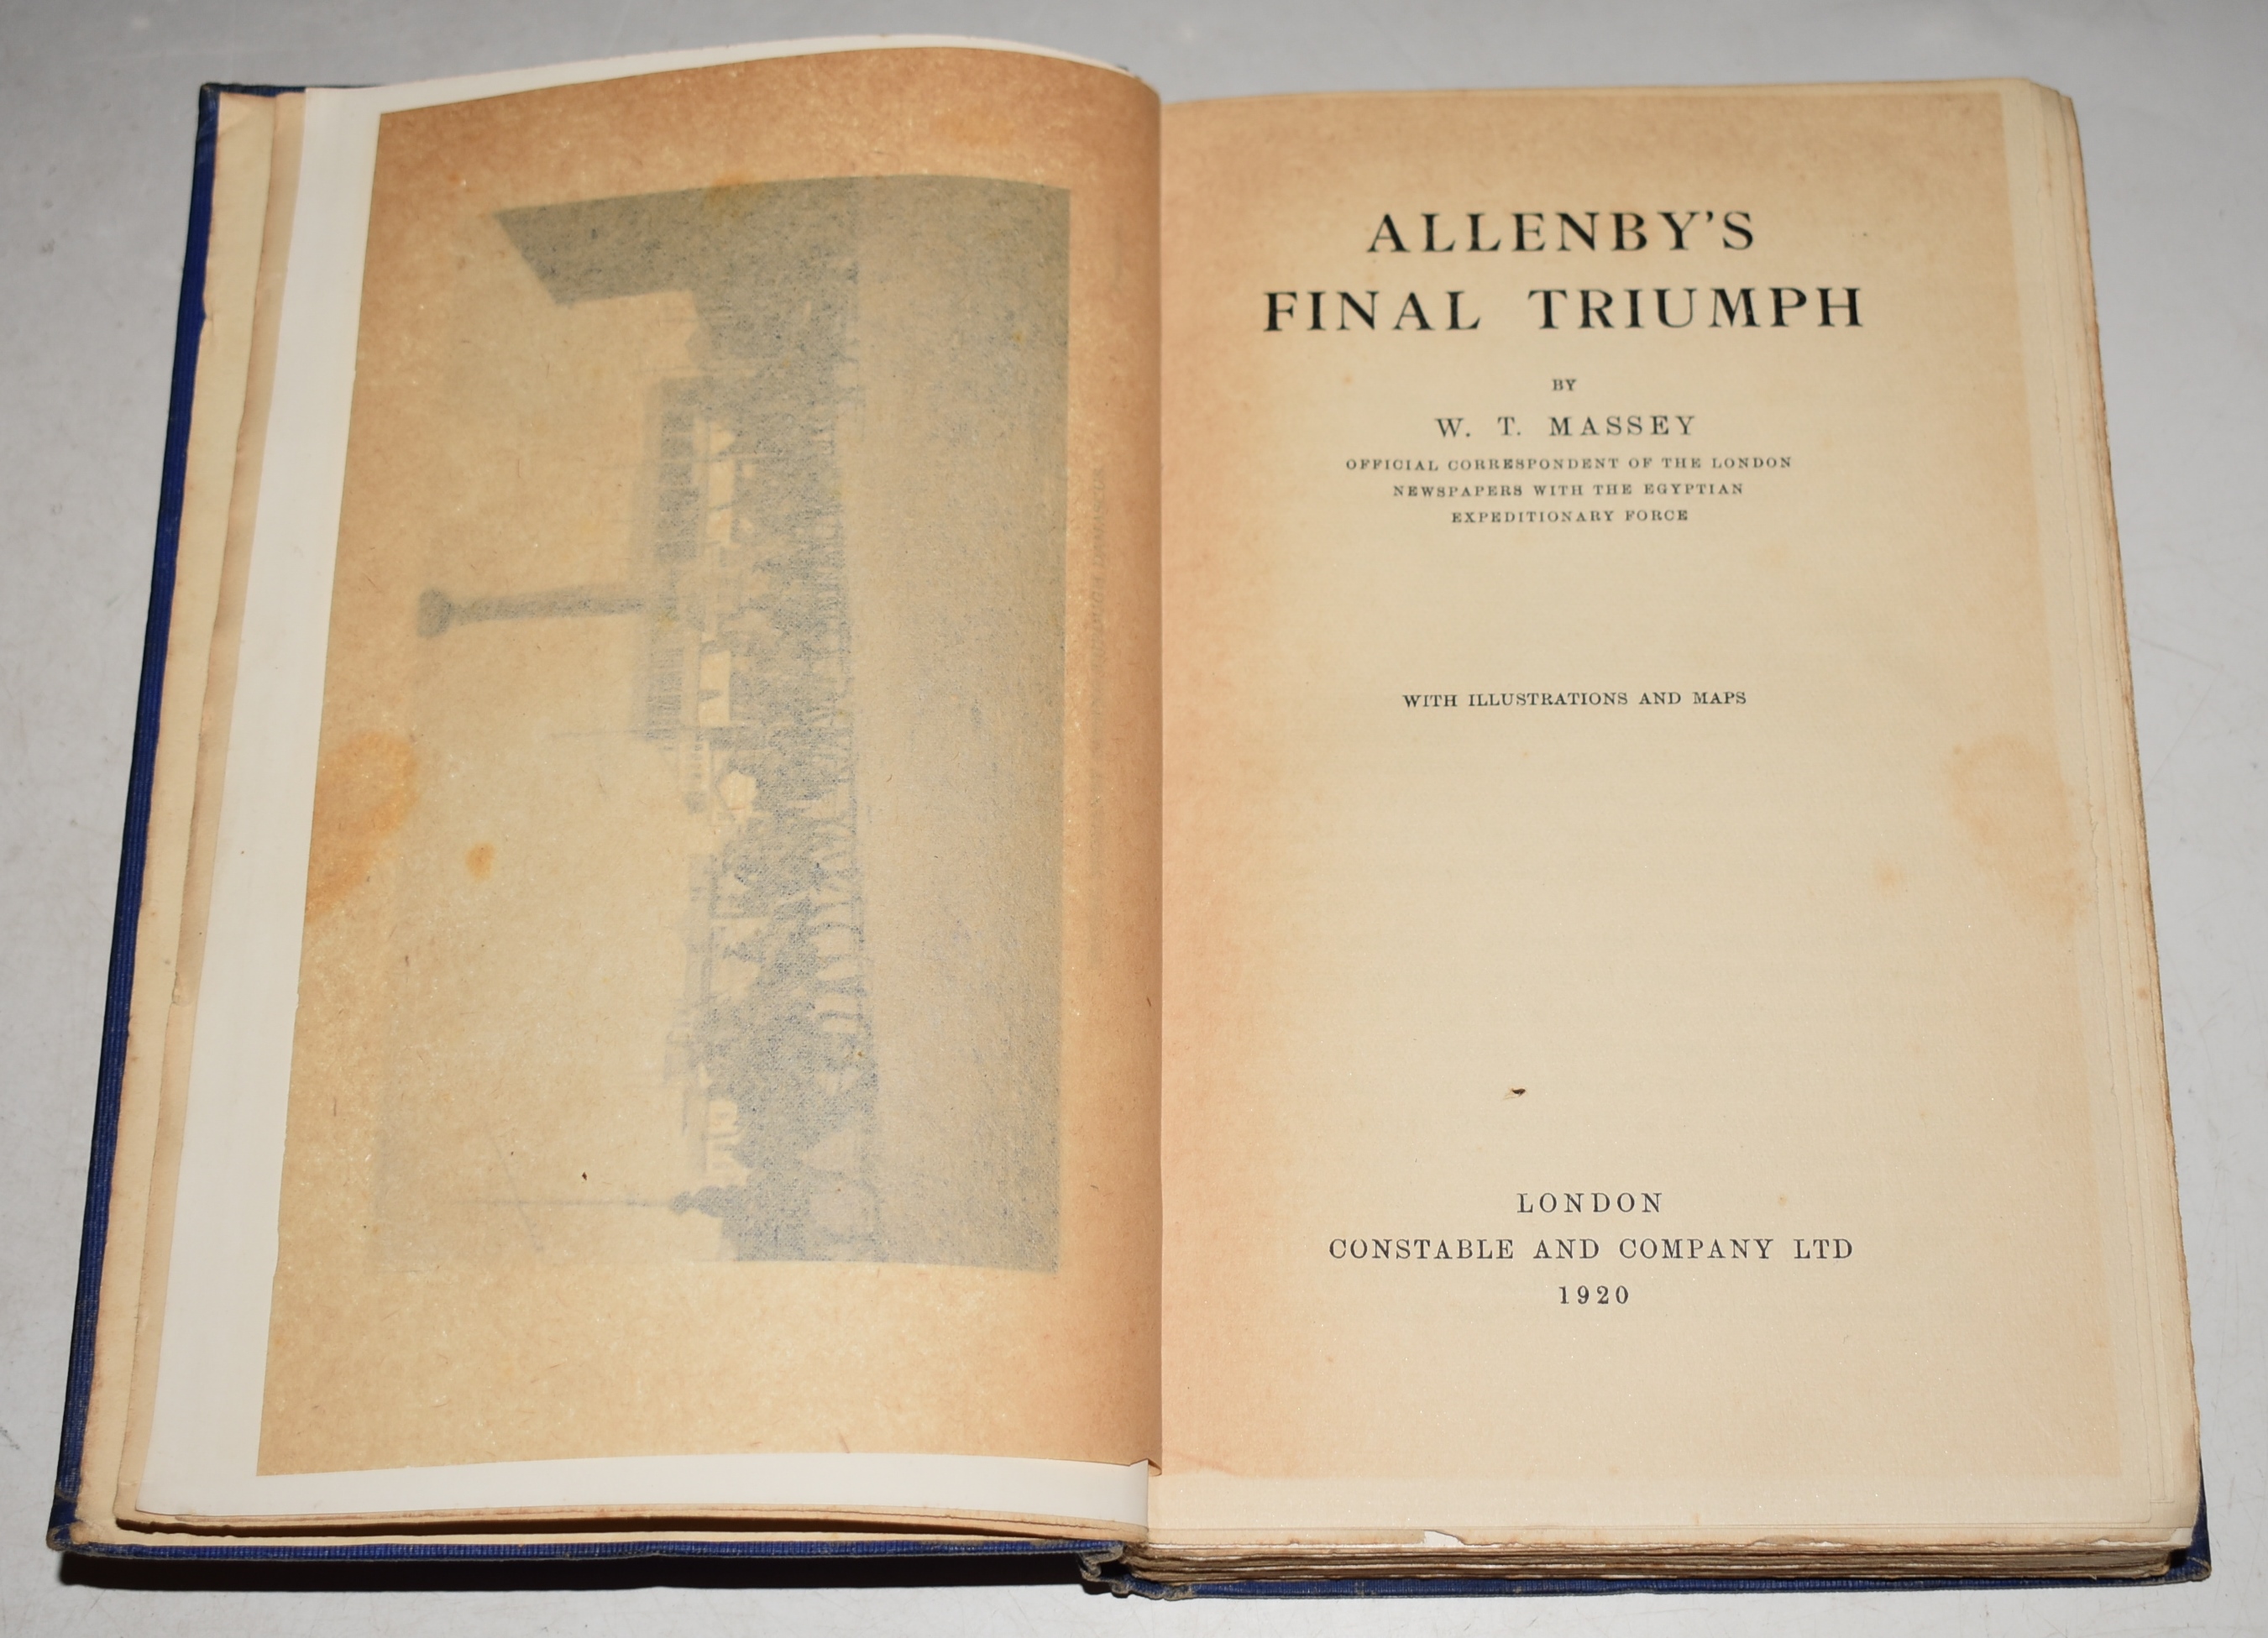 ALLENBY'S
FINAL TRIUMPH
BY
W. T. MASSEY
OFFICIAL CORRESPONDENT OF THE LONDON
NEWSPAPERS WITH THE EGYPTIAN
EXPEDITIONARY FORCE
WITH ILLUSTRATIONS AND MAPS
LONDON
CONSTABLE AND COMPANY LTD
1920